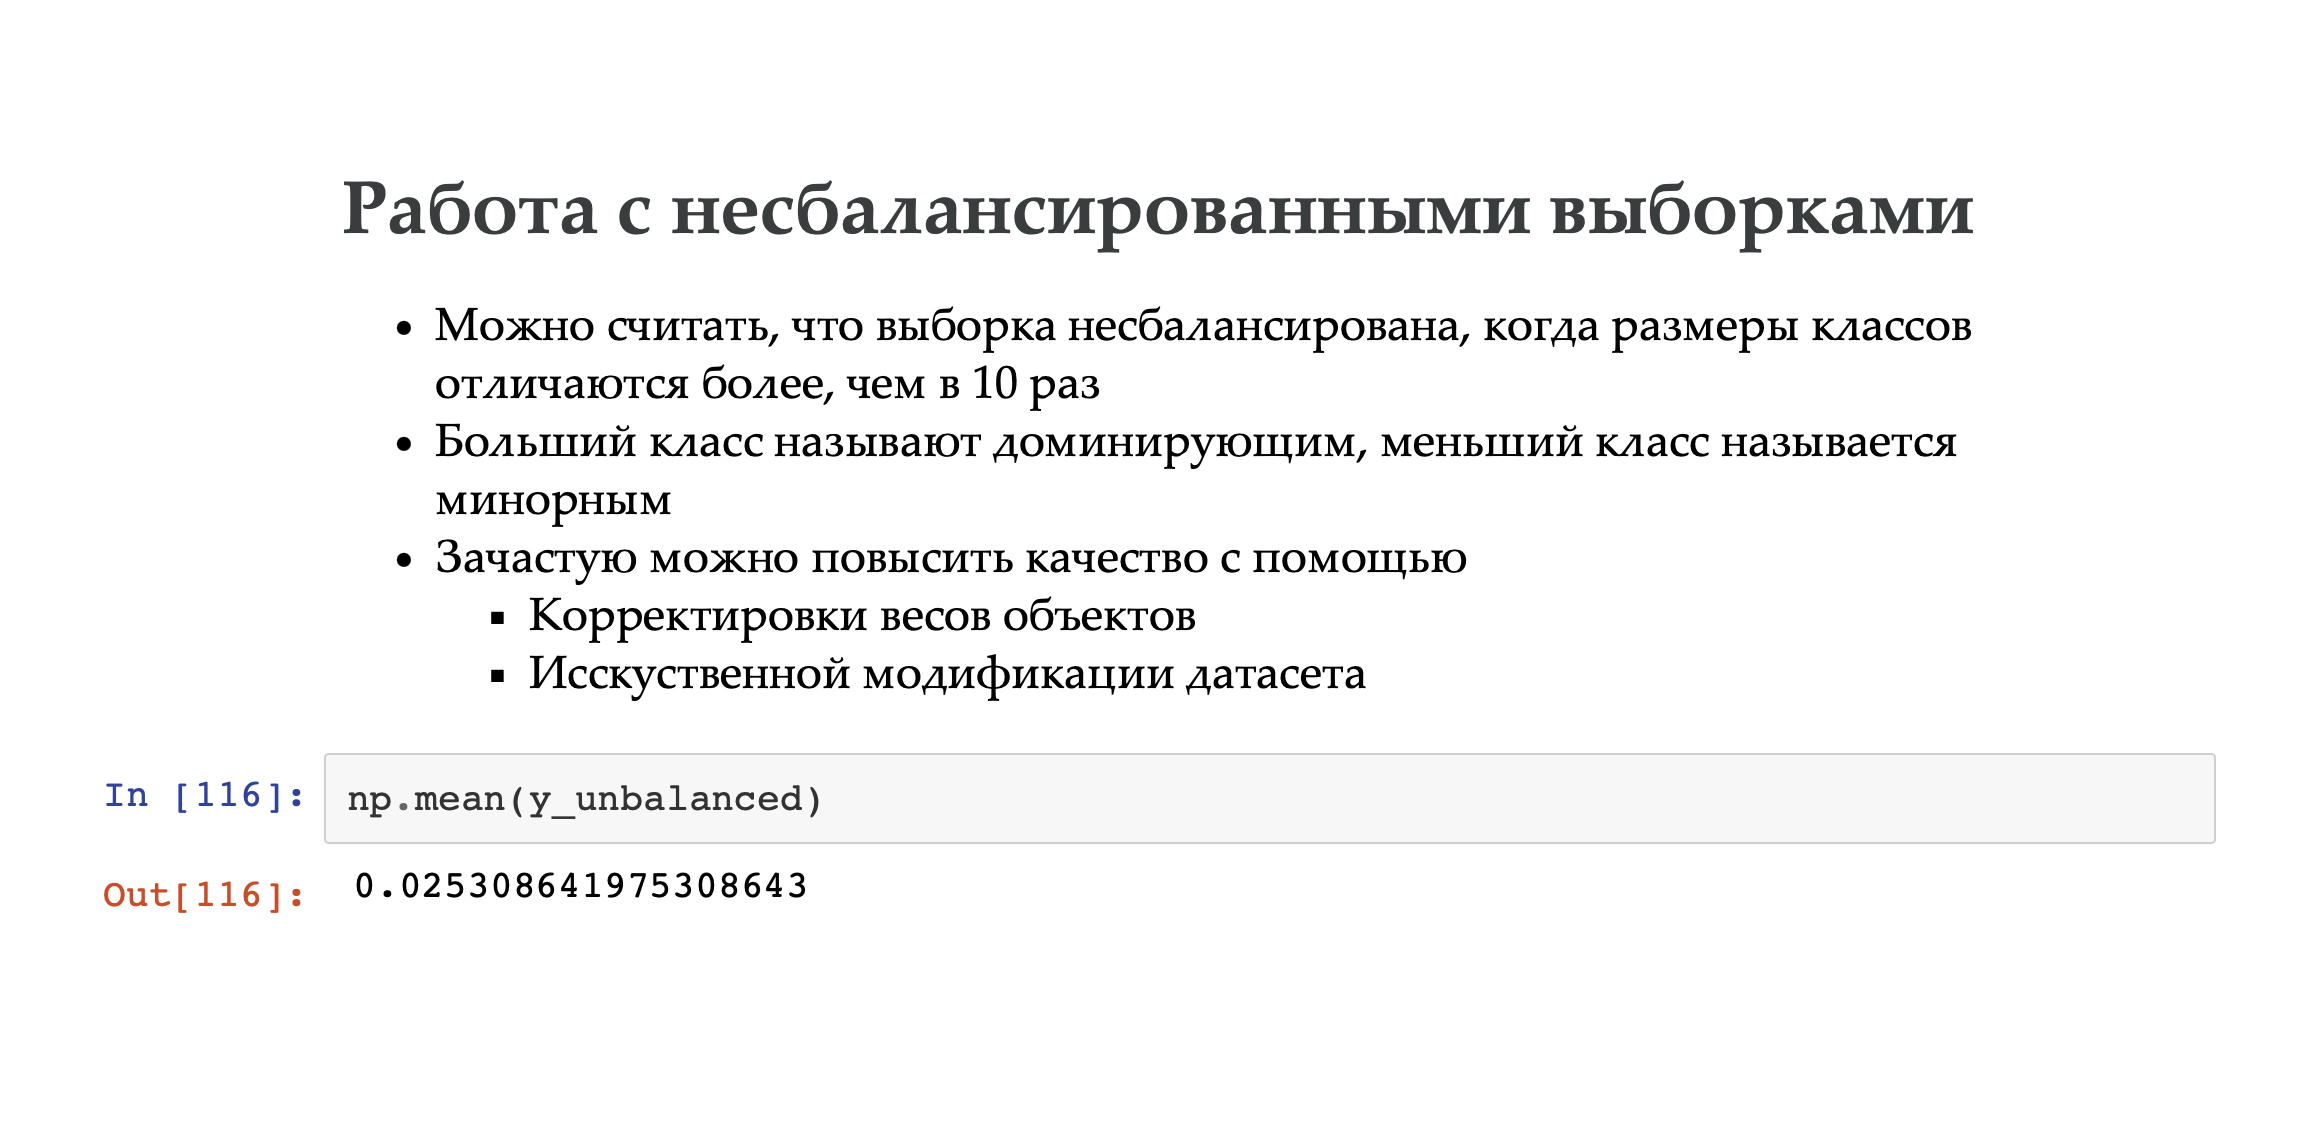 Работа с несбалансированными выборками
• Можно считать, что выборка несбалансирована, когда размеры классов
отличаются более, чем в 10 раз
• Больший класс называют доминирующим, меньший класс называется
минорным
• Зачастую можно повысить качество с помощью
▪ Корректировки весов объектов
▪ Исскуственной модификации датасета
In [116]: np.mean(y_unbalanced)
Out[116]: 0.025308641975308643